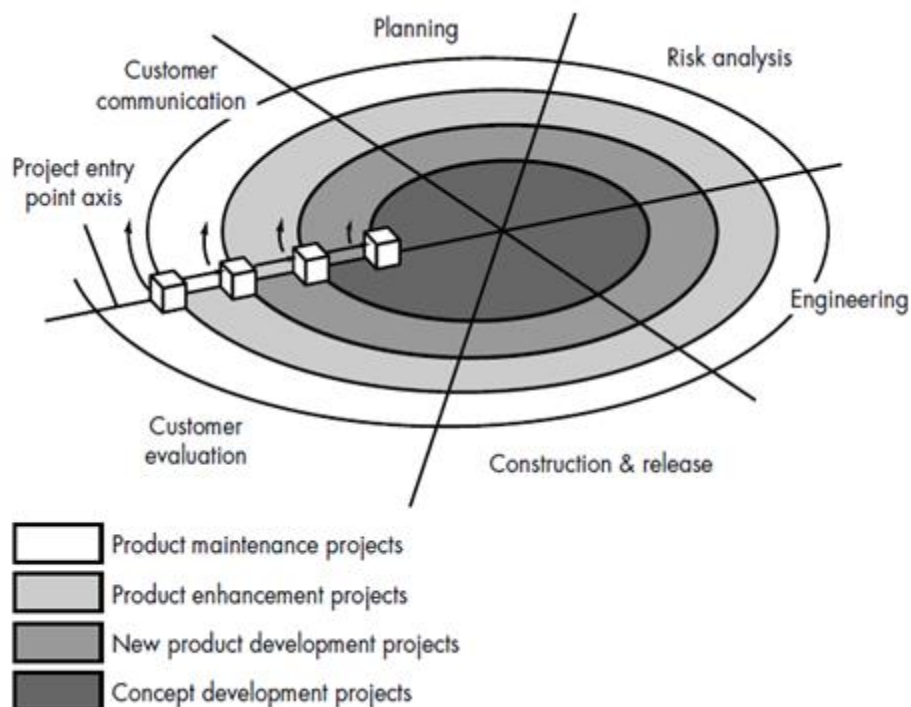 Planning
Risk analysis
Customer
communication
Project entry
point axis
Engineering
Customer
evaluation
Construction & release
Product maintenance projects
Product enhancement projects
New product development projects
Concept development projects